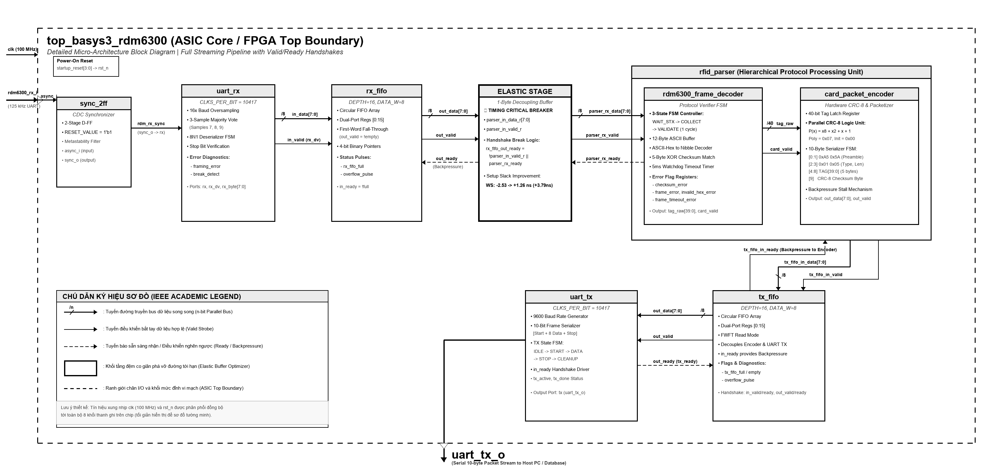 top_basys3_rdm6300 (ASIC Core / FPGA Top Boundary)
Detailed Micro-Architecture Block Diagram | Full Streaming Pipeline with Valid/Ready Handshakes
clk (100 MHz)
Power-On Reset
startup_reset[3:0] -> rst_n
rdm6300_rx_i
(125 kHz UART)
async
sync_2ff
CDC Synchronizer
• 2-Stage D-FF
• RESET_VALUE = 1'b1
• Metastability Filter
• async_i (input)
• sync_o (output)
rdm_rx_sync
(sync_o -> rx)
uart_rx
CLKS_PER_BIT = 10417
• 16x Baud Oversampling
• 3-Sample Majority Vote
(Samples 7, 8, 9)
• 8N1 Deserializer FSM
• Stop Bit Verification
• Error Diagnostics:
- framing_error
- break_detect
• Ports: rx, rx_dv, rx_byte[7:0]
/8 in_data[7:0]
in_valid (rx_dv)
rx_fifo
DEPTH=16, DATA_W=8
• Circular FIFO Array
• Dual-Port Regs [0:15]
• First-Word Fall-Through
(out_valid = !empty)
• 4-bit Binary Pointers
• Status Pulses:
- rx_fifo_full
- overflow_pulse
• in_ready = !full
/8 out_data[7:0]
out_valid
out_ready
(Backpressure)
ELASTIC STAGE
1-Byte Decoupling Buffer
TIMING CRITICAL BREAKER
• parser_in_data_r[7:0]
• parser_in_valid_r
• Handshake Break Logic:
rx_fifo_out_ready =
!parser_in_valid_r ||
parser_rx_ready
• Setup Slack Improvement:
WS: -2.53 -> +1.26 ns (+3.79ns)
/8 parser_rx_data[7:0]
parser_rx_valid
parser_rx_ready
rfid_parser (Hierarchical Protocol Processing Unit)
rdm6300_frame_decoder
Protocol Verifier FSM
• 3-State FSM Controller:
WAIT_STX -> COLLECT
-> VALIDATE (1 cycle)
• 12-Byte ASCII Buffer
• ASCII-Hex to Nibble Decoder
• 5-Byte XOR Checksum Match
• 5ms Watchdog Timeout Timer
• Error Flag Registers:
- checksum_error
- frame_error, invalid_hex_error
- frame_timeout_error
• Output: tag_raw[39:0], card_valid
/40 tag_raw
card_valid
card_packet_encoder
Hardware CRC-8 & Packetizer
• 40-bit Tag Latch Register
• Parallel CRC-8 Logic Unit:
P(x) = x8 + x2 + x + 1
Poly = 0x07, Init = 0x00
• 10-Byte Serializer FSM:
[0:1] 0xA5 0x5A (Preamble)
[2:3] 0x01 0x05 (Type, Len)
[4:8] TAG[39:0] (5 bytes)
[9] CRC-8 Checksum Byte
• Backpressure Stall Mechanism
• Output: out_data[7:0], out_valid
tx_fifo_in_ready (Backpressure to Encoder)
tx_fifo_in_data[7:0]
/8
tx_fifo_in_valid
CHÚ DẪN KÝ HIỆU SƠ ĐỒ (IEEE ACADEMIC LEGEND)
/n
: Tuyến đường truyền bus dữ liệu song song (n-bit Parallel Bus)
: Tuyến điều khiển bắt tay dữ liệu hợp lệ (Valid Strobe)
: Tuyến báo sẵn sàng nhận / Điều khiển nghẽn ngược (Ready / Backpressure)
: Khối tầng đệm co giãn phá vỡ đường tới hạn (Elastic Buffer Optimizer)
: Ranh giới chân I/O và khối mức đỉnh vi mạch (ASIC Top Boundary)
Lưu ý thiết kế: Tín hiệu xung nhịp clk (100 MHz) và rst_n được phân phối đồng bộ
tới toàn bộ 8 khối thanh ghi trên chip (tối giản hiển thị để sơ đồ tường minh).
uart_tx
CLKS_PER_BIT = 10417
• 9600 Baud Rate Generator
• 10-Bit Frame Serializer
[Start + 8 Data + Stop]
• TX State FSM:
IDLE -> START -> DATA
-> STOP -> CLEANUP
• in_ready Handshake Driver
• tx_active, tx_done Status
• Output Port: tx (uart_tx_o)
out_data[7:0] /8
out_valid
out_ready (tx_ready)
tx_fifo
DEPTH=16, DATA_W=8
• Circular FIFO Array
• Dual-Port Regs [0:15]
• FWFT Read Mode
• Decouples Encoder & UART TX
• in_ready provides Backpressure
• Flags & Diagnostics:
- tx_fifo_full / empty
- overflow_pulse
• Handshake: in_valid/ready, out_valid/ready
uart_tx_o
(Serial 10-byte Packet Stream to Host PC / Database)